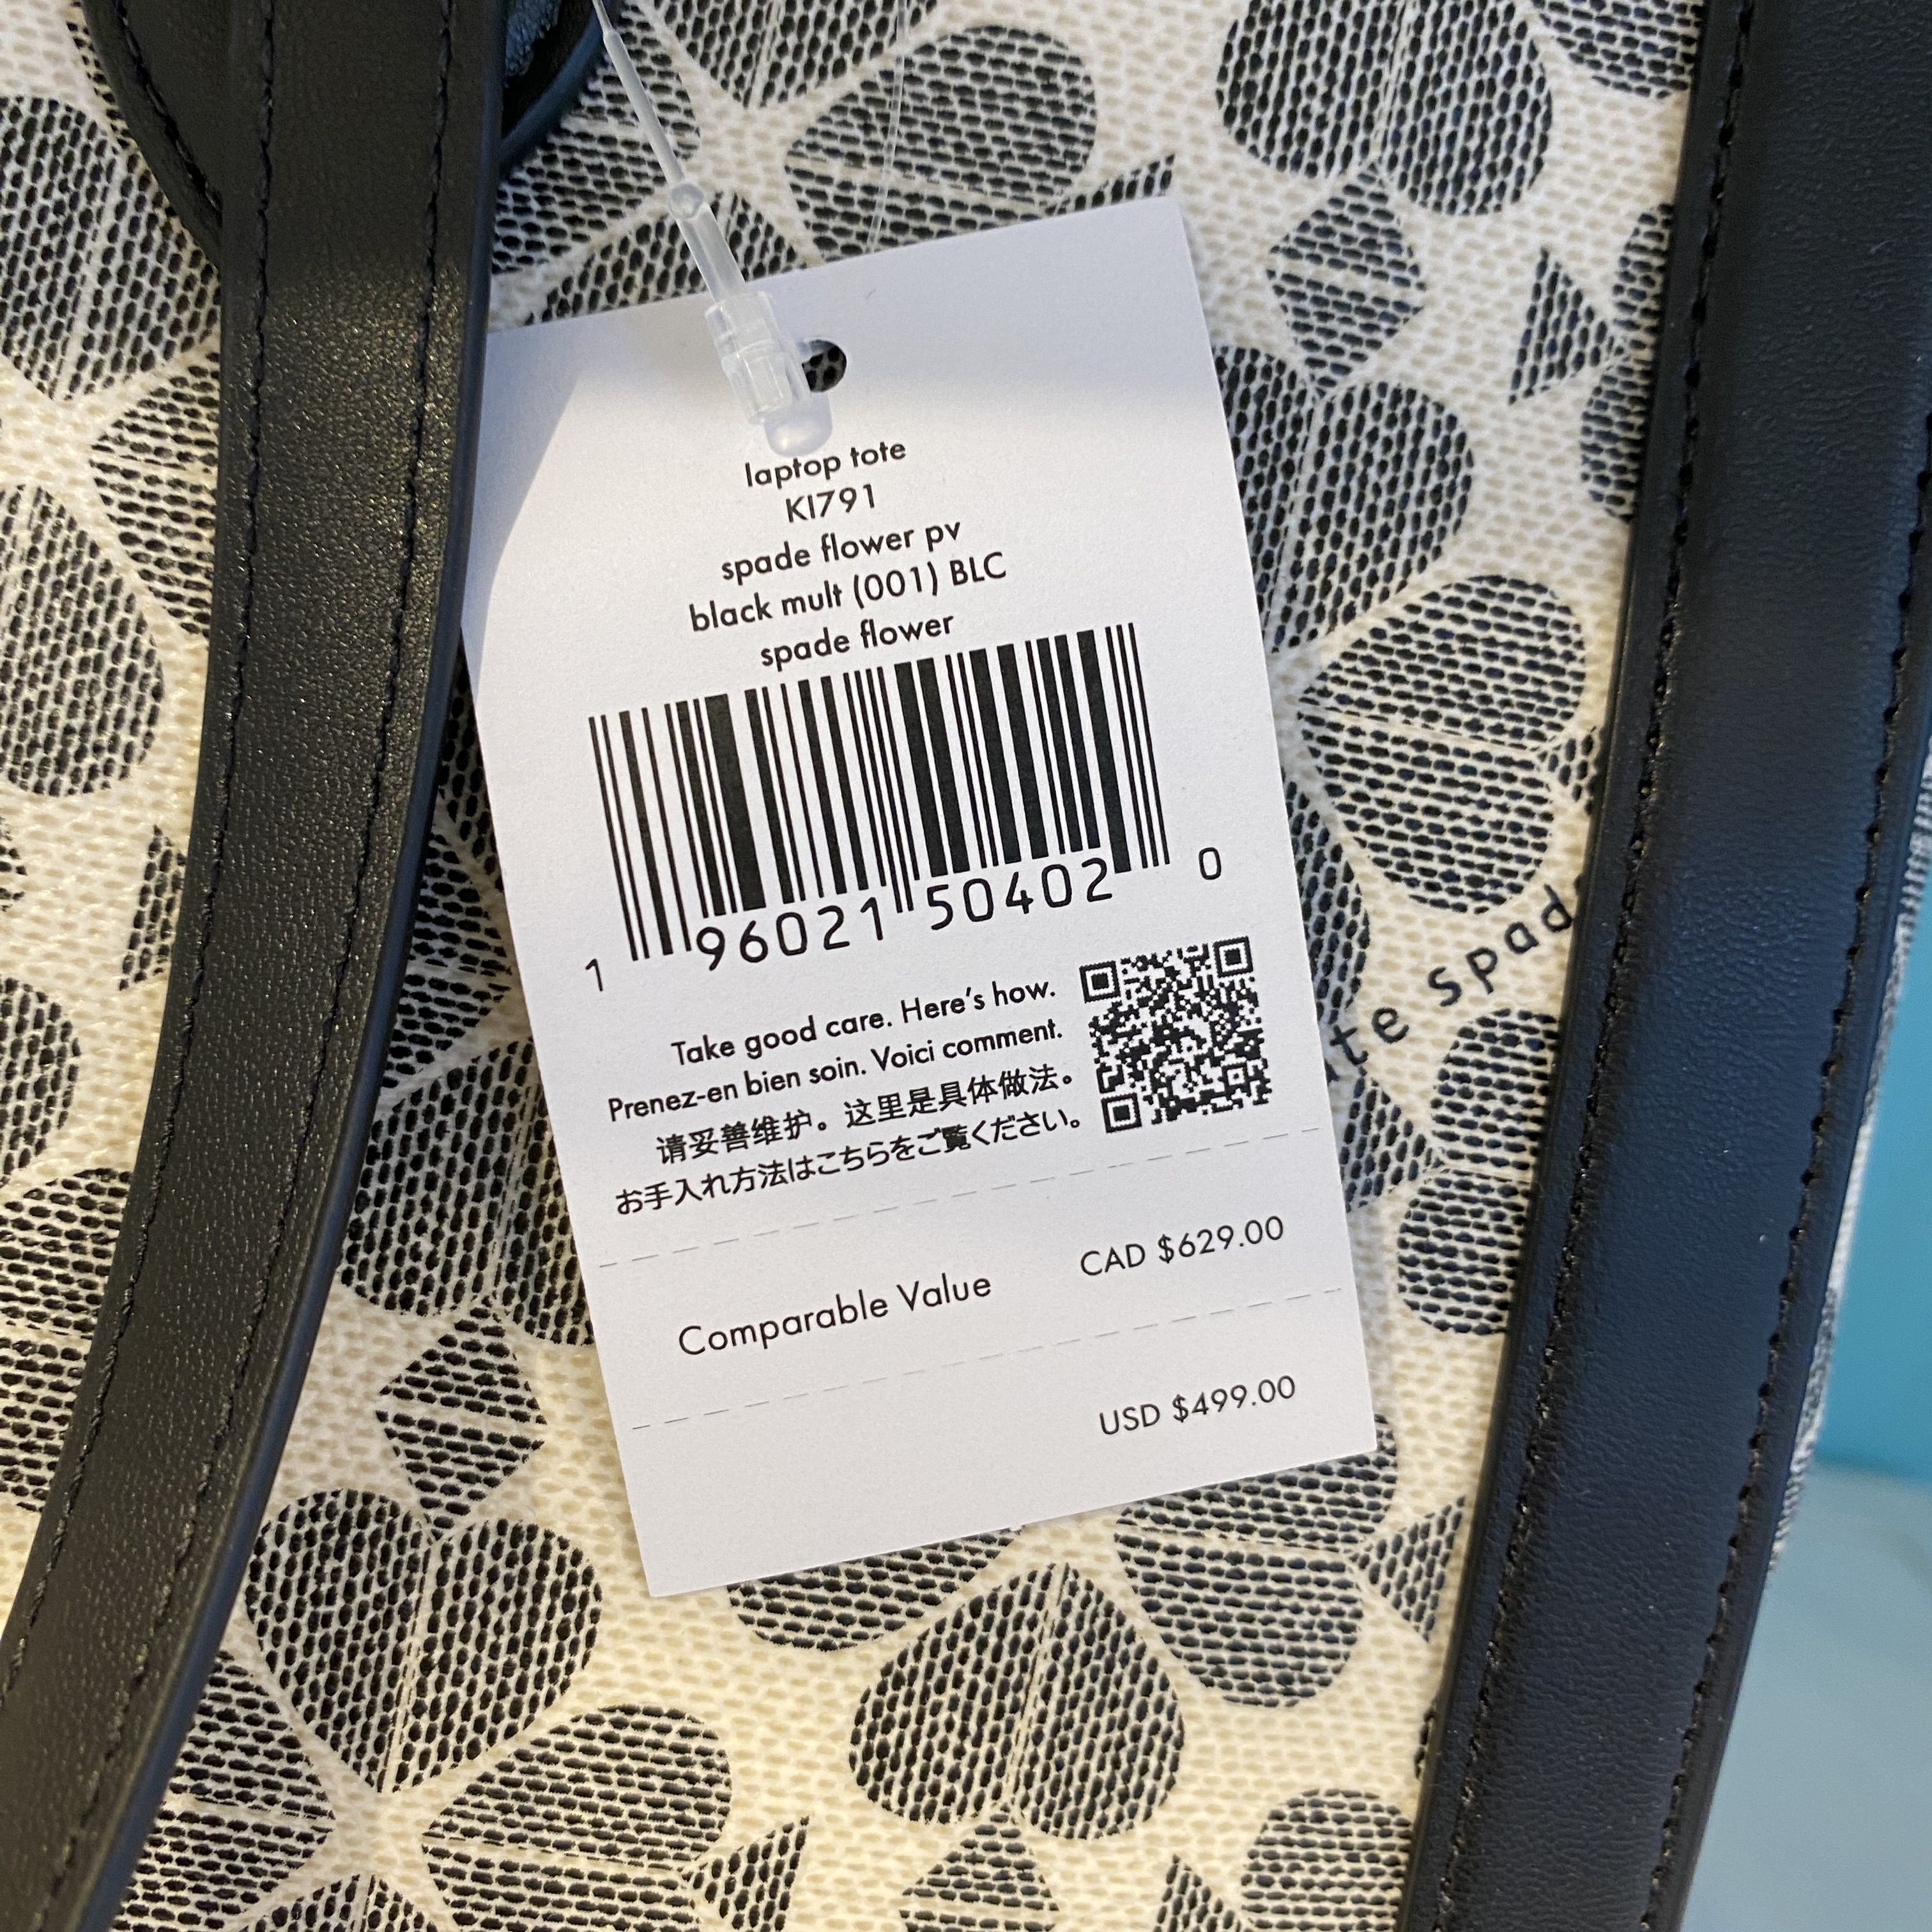 laptop tote
KI791
spade flower pv
black mult (001) BLC
spade flower
1 96021 50402 0
Take good care. Here's how.
Prenez-en bien soin. Voici comment.
请妥善维护。这里是具体做法。
お手入れ方法はこちらをご覧ください。
Comparable Value CAD $629.00
USD $499.00
te spad